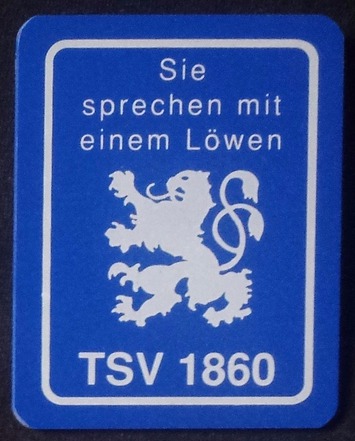 Sie
sprechen mit
einem Löwen
TSV 1860